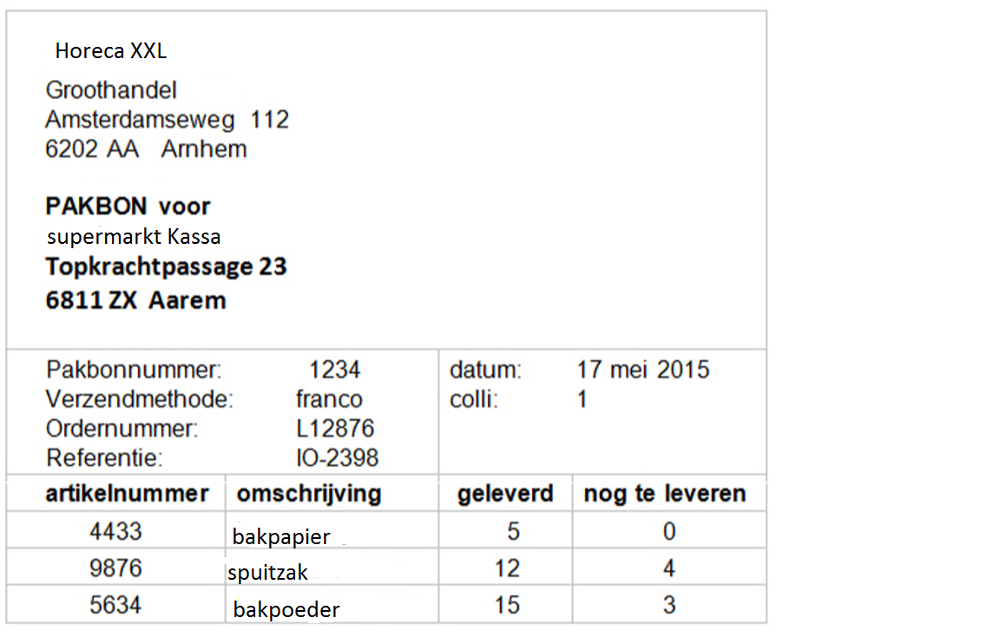 Horeca XXL
Groothandel
Amsterdamseweg 112
6202 AA Arnhem
PAKBON voor
supermarkt Kassa
Topkrachtpassage 23
6811 ZX Aarem
Pakbonnummer: 1234 datum: 17 mei 2015
Verzendmethode: franco colli: 1
Ordernummer: L12876
Referentie: IO-2398
artikelnummer omschrijving geleverd nog te leveren
4433 bakpapier 5 0
9876 spuitzak 12 4
5634 bakpoeder 15 3